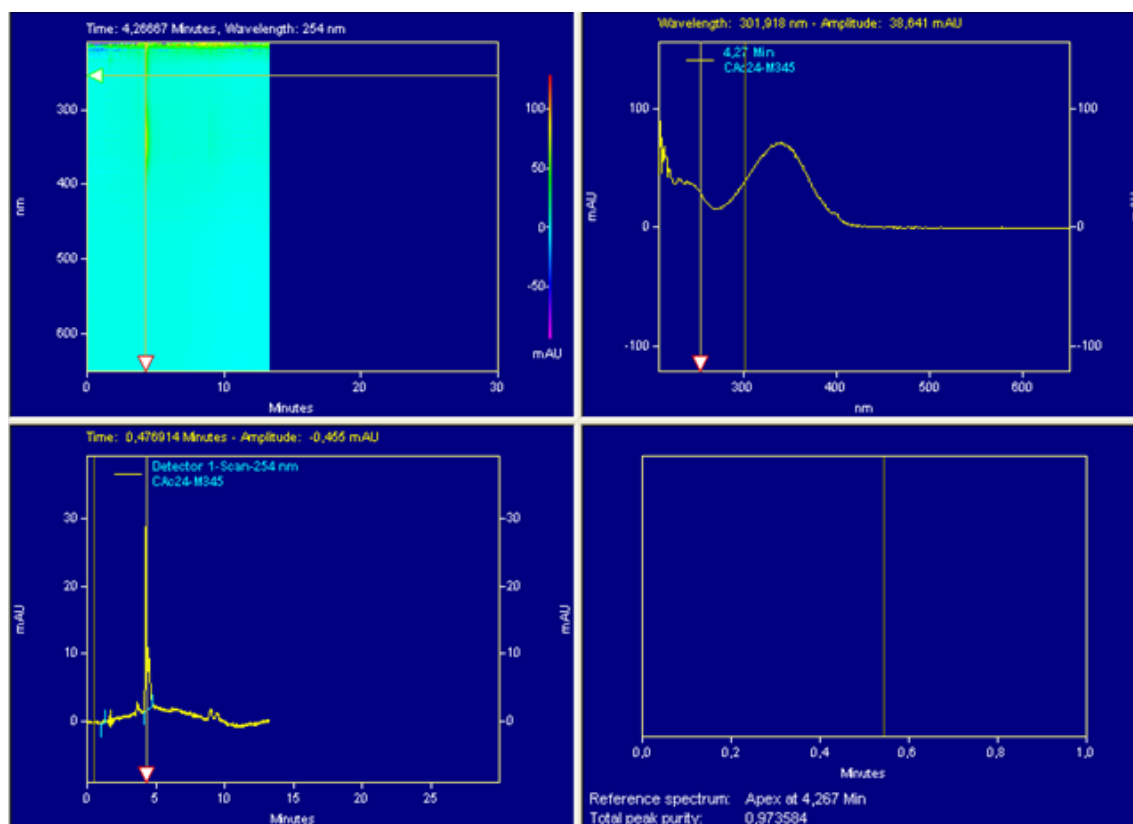 Time: 4,26667 Minutes, Wavelength: 254 nm
300
400
500
600
nm
0
10
20
30
Minutes
100
50
0
-50
mAU
Wavelength: 301,918 nm - Amplitude: 38,641 mAU
4,27 Min
CAc24-M345
100
0
-100
mAU
100
0
-100
mAU
300
400
500
600
nm
Time: 0,476914 Minutes - Amplitude: -0,455 mAU
Detector 1-Scan-254 nm
CAc24-M345
30
20
10
0
mAU
30
20
10
0
mAU
0
5
10
15
20
25
Minutes
0,0
0,2
0,4
0,6
0,8
1,0
Minutes
Reference spectrum: Apex at 4,267 Min
Total peak purity: 0,973584